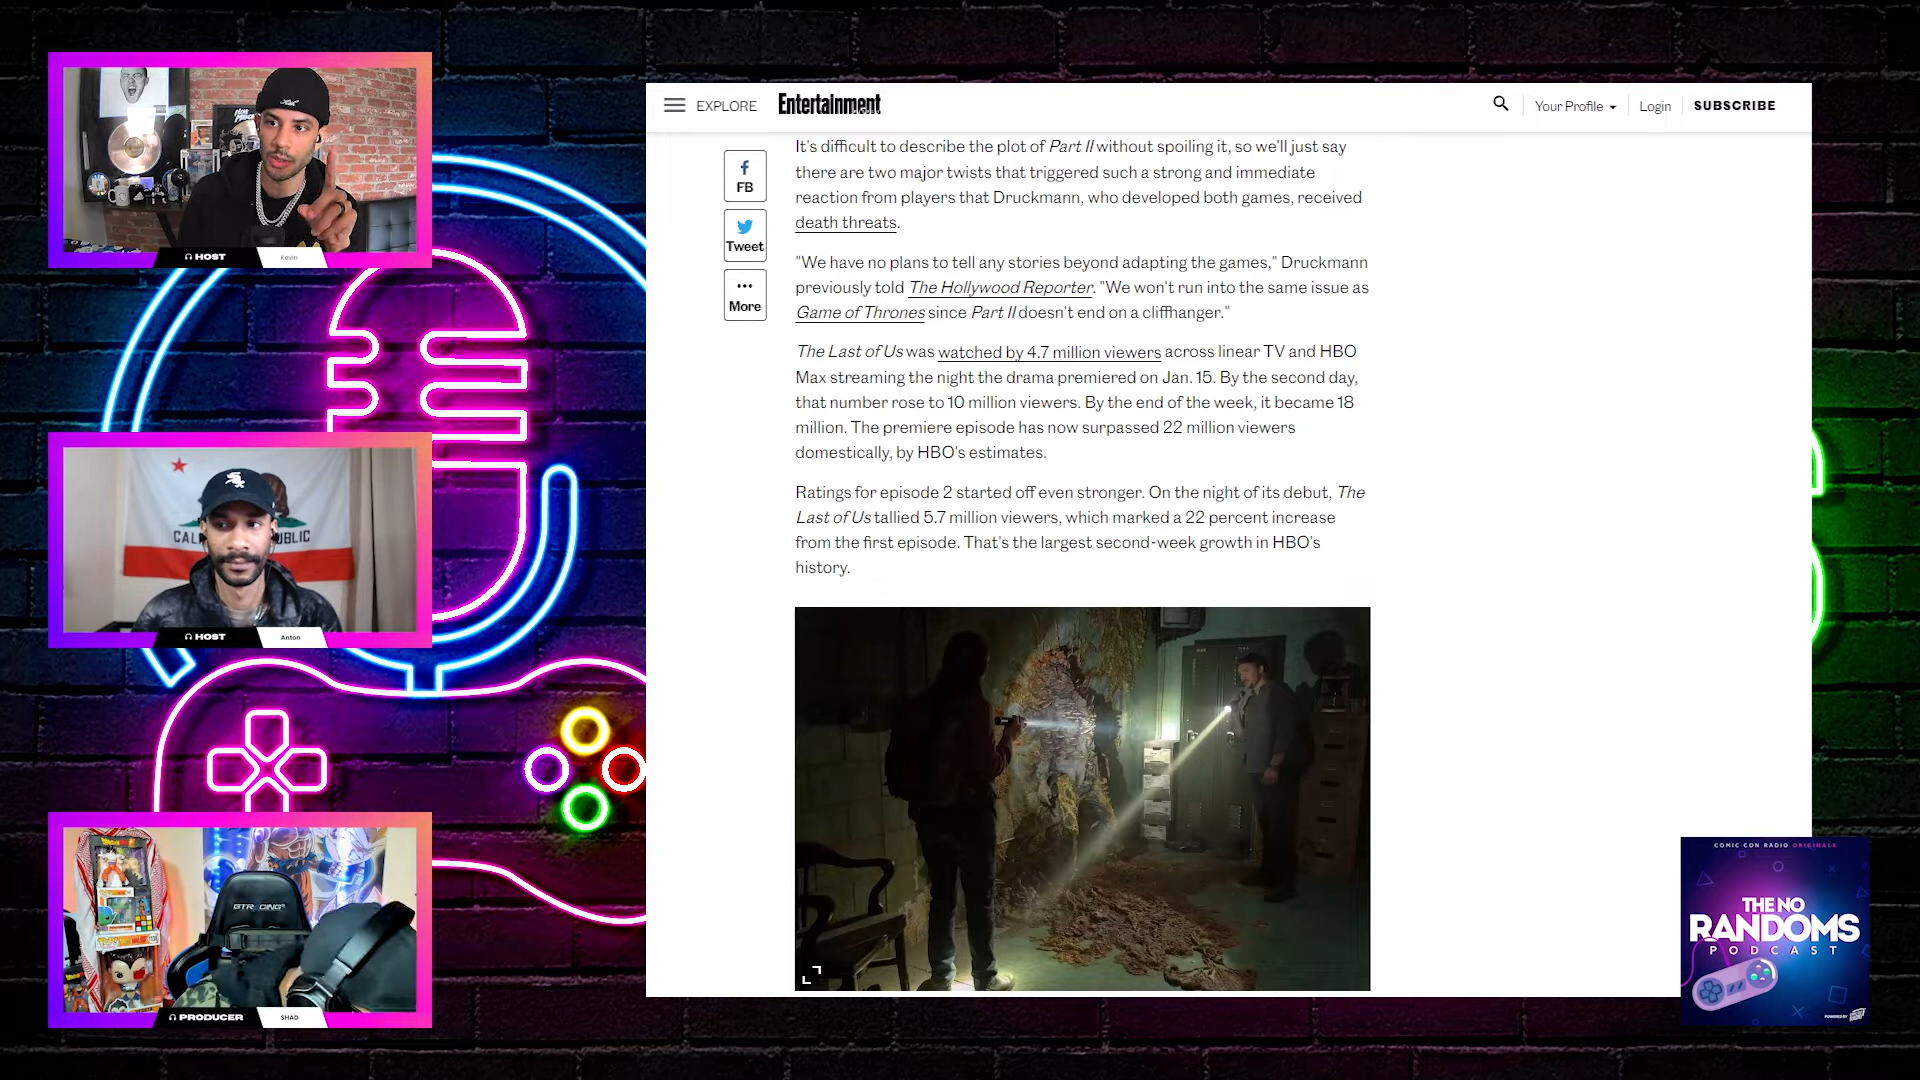 EXPLORE
Entertainment
Your Profile
Login
SUBSCRIBE
FB
Tweet
More
It's difficult to describe the plot of Part II without spoiling it, so we'll just say
there are two major twists that triggered such a strong and immediate
reaction from players that Druckmann, who developed both games, received
death threats.
"We have no plans to tell any stories beyond adapting the games," Druckmann
previously told The Hollywood Reporter. "We won't run into the same issue as
Game of Thrones since Part II doesn't end on a cliffhanger."
The Last of Us was watched by 4.7 million viewers across linear TV and HBO
Max streaming the night the drama premiered on Jan. 15. By the second day,
that number rose to 10 million viewers. By the end of the week, it became 18
million. The premiere episode has now surpassed 22 million viewers
domestically, by HBO's estimates.
Ratings for episode 2 started off even stronger. On the night of its debut, The
Last of Us tallied 5.7 million viewers, which marked a 22 percent increase
from the first episode. That's the largest second-week growth in HBO's
history.
HOST
Kevin
HOST
Anton
GTRACING
PRODUCER
SHAD
COMIC CON RADIO ORIGINALS
THE NO
RANDOMS
PODCAST
POWERED BY